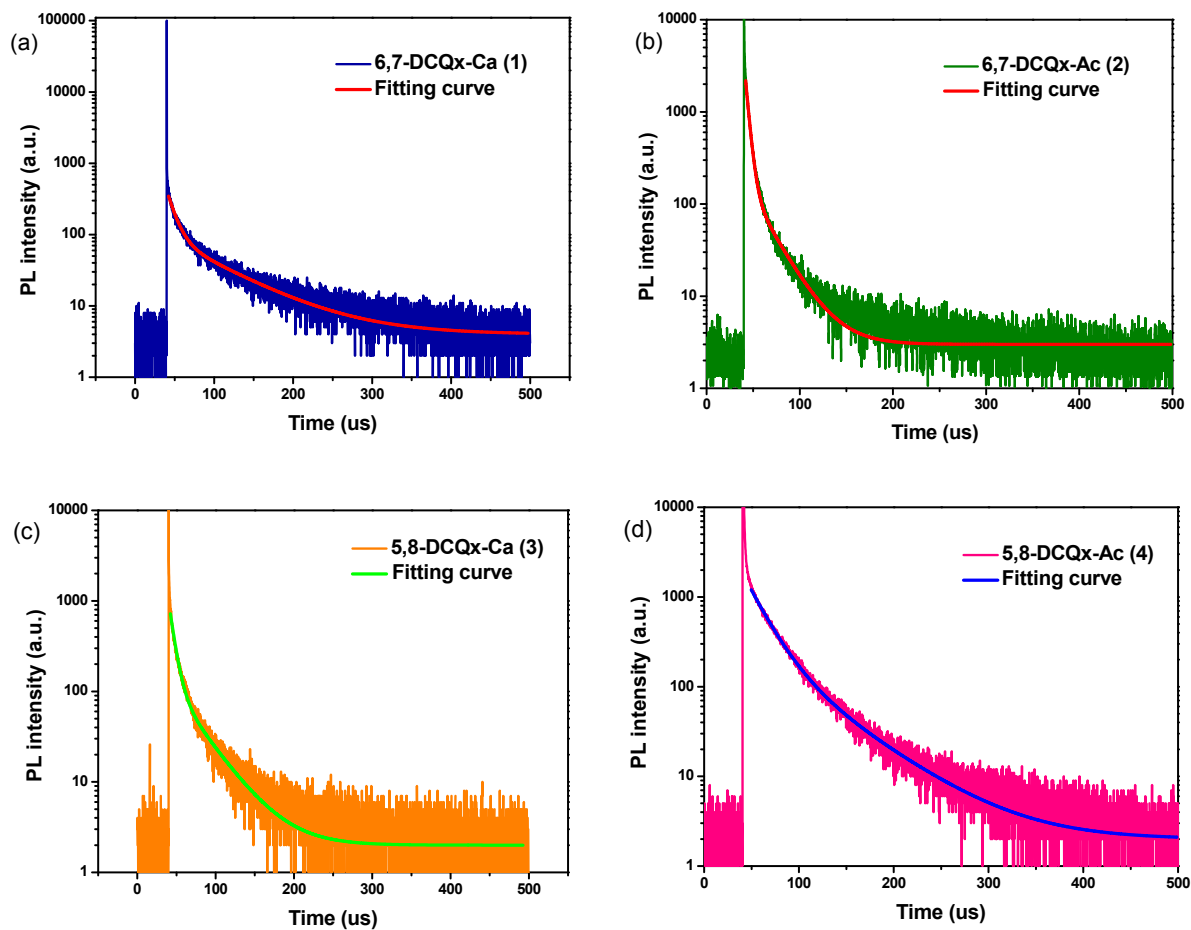 (a)
100000
100000
10000
1000
100
10
1
0
100
200
300
400
500
PL intensity (a.u.)
Time (us)
6,7-DCQx-Ca (1)
Fitting curve
(b)
10000
1000
100
10
1
0
100
200
300
400
500
PL intensity (a.u.)
Time (us)
6,7-DCQx-Ac (2)
Fitting curve
(c)
10000
1000
100
10
1
0
100
200
300
400
500
PL intensity (a.u.)
Time (us)
5,8-DCQx-Ca (3)
Fitting curve
(d)
10000
1000
100
10
1
0
100
200
300
400
500
PL intensity (a.u.)
Time (us)
5,8-DCQx-Ac (4)
Fitting curve